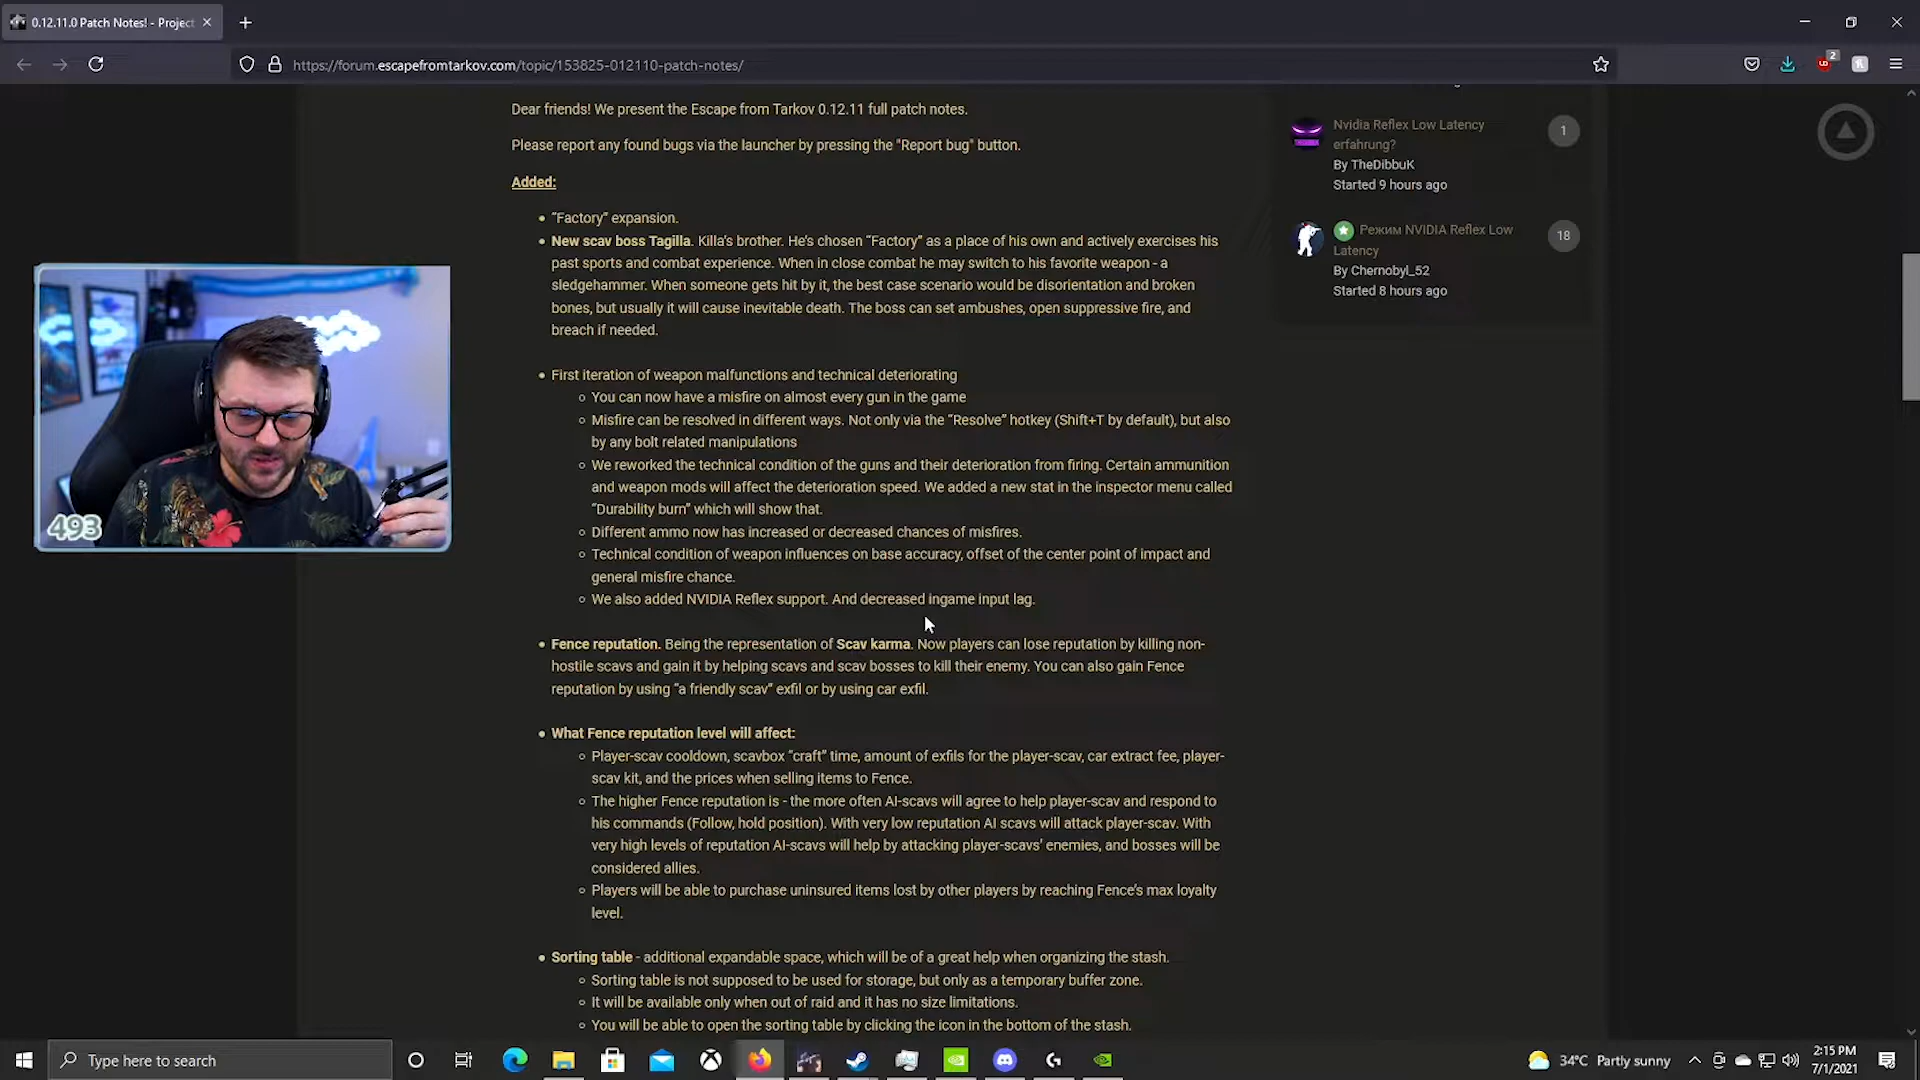 0.12.11.0 Patch Notes! - Project
https://forum.escapefromtarkov.com/topic/153825-012110-patch-notes/
2
Dear friends! We present the Escape from Tarkov 0.12.11 full patch notes.
Please report any found bugs via the launcher by pressing the "Report bug" button.
Added:
“Factory” expansion.
New scav boss Tagilla. Killa's brother. He's chosen “Factory” as a place of his own and actively exercises his
past sports and combat experience. When in close combat he may switch to his favorite weapon - a
sledgehammer. When someone gets hit by it, the best case scenario would be disorientation and broken
bones, but usually it will cause inevitable death. The boss can set ambushes, open suppressive fire, and
breach if needed.
First iteration of weapon malfunctions and technical deteriorating
You can now have a misfire on almost every gun in the game
Misfire can be resolved in different ways. Not only via the “Resolve” hotkey (Shift+T by default), but also
by any bolt related manipulations
We reworked the technical condition of the guns and their deterioration from firing. Certain ammunition
and weapon mods will affect the deterioration speed. We added a new stat in the inspector menu called
“Durability burn” which will show that.
Different ammo now has increased or decreased chances of misfires.
Technical condition of weapon influences on base accuracy, offset of the center point of impact and
general misfire chance.
We also added NVIDIA Reflex support. And decreased ingame input lag.
Fence reputation. Being the representation of Scav karma. Now players can lose reputation by killing non-
hostile scavs and gain it by helping scavs and scav bosses to kill their enemy. You can also gain Fence
reputation by using “a friendly scav” exfil or by using car exfil.
What Fence reputation level will affect:
Player-scav cooldown, scavbox “craft” time, amount of exfils for the player-scav, car extract fee, player-
scav kit, and the prices when selling items to Fence.
The higher Fence reputation is - the more often AI-scavs will agree to help player-scav and respond to
his commands (Follow, hold position). With very low reputation AI scavs will attack player-scav. With
very high levels of reputation AI-scavs will help by attacking player-scavs’ enemies, and bosses will be
considered allies.
Players will be able to purchase uninsured items lost by other players by reaching Fence's max loyalty
level.
Sorting table - additional expandable space, which will be of a great help when organizing the stash.
Sorting table is not supposed to be used for storage, but only as a temporary buffer zone.
It will be available only when out of raid and it has no size limitations.
You will be able to open the sorting table by clicking the icon in the bottom of the stash.
Nvidia Reflex Low Latency
erfahrung?
By TheDibbuK
Started 9 hours ago
1
Режим NVIDIA Reflex Low
Latency
By Chernobyl_52
Started 8 hours ago
18
493
Type here to search
34°C Partly sunny
2:15 PM
7/1/2021